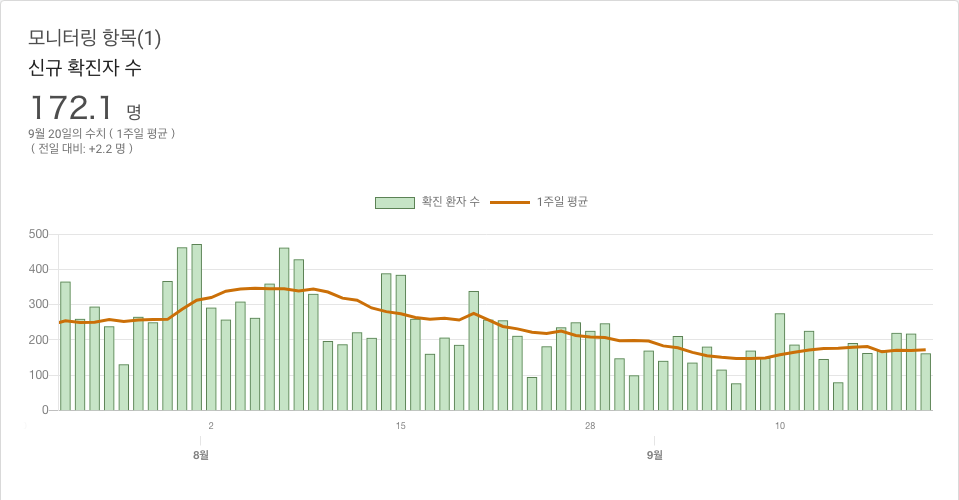 모니터링 항목(1)
신규 확진자 수
172.1 명
9월 20일의 수치 ( 1주일 평균 )
( 전일 대비: +2.2 명 )
확진 환자 수 1주일 평균
500
400
300
200
100
0
2 15 28 10
8월 9월